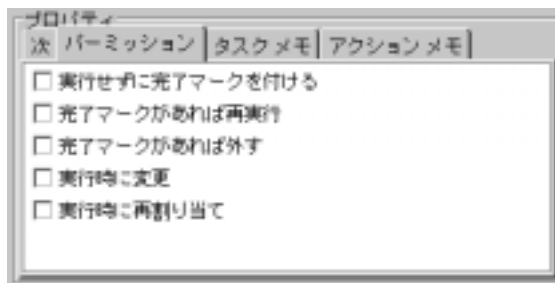 プロパティ
次 パーミッション タスク メモ アクション メモ
実行せずに完了マークを付ける
完了マークがあれば再実行
完了マークがあれば外す
実行時に変更
実行時に再割り当て